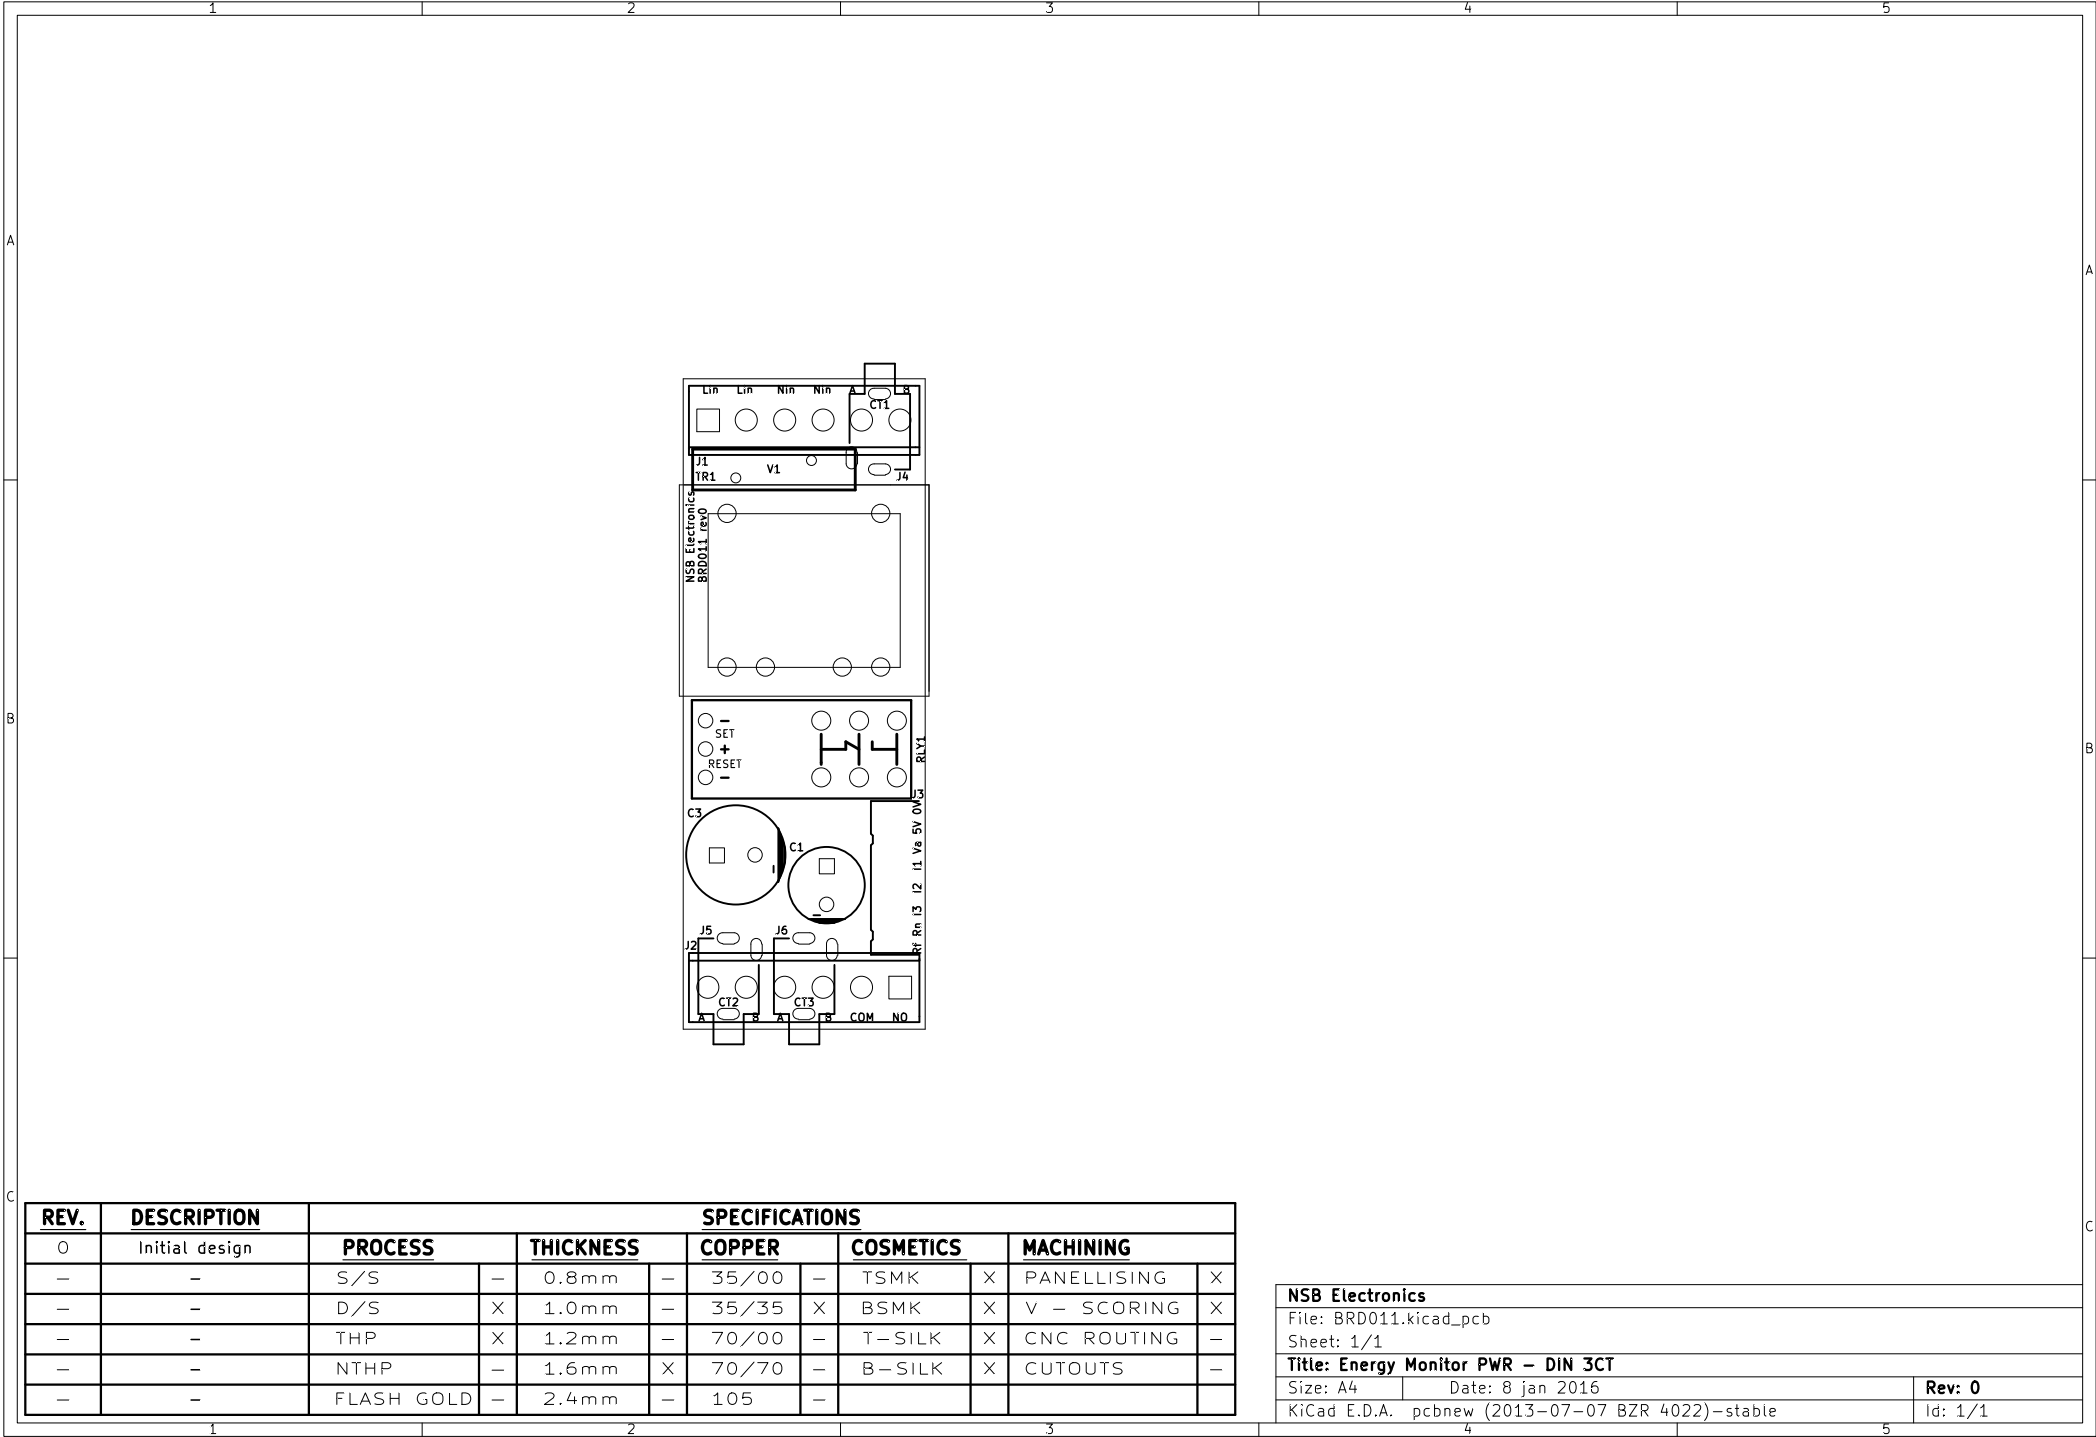 1 2 3 4 5
A A
B B
C C
Lin Lin Nin Nin A B
CT1
J1 V1
TR1 J4
NSB Electronics
BRD011 rev0
-
SET
+
RESET
-
RLY1
J3
C3
C1
-
-
Rf Rn i3 i2 i1 Va 5V 0V
J5 J6
J2
CT2 CT3
A B A B COM NO
REV. DESCRIPTION SPECIFICATIONS
0 Initial design PROCESS THICKNESS COPPER COSMETICS MACHINING
- - S/S - 0.8mm - 35/00 - TSMK X PANELLISING X
- - D/S X 1.0mm - 35/35 X BSMK X V - SCORING X
- - THP X 1.2mm - 70/00 - T-SILK X CNC ROUTING -
- - NTHP - 1.6mm X 70/70 - B-SILK X CUTOUTS -
- - FLASH GOLD - 2.4mm - 105 -
NSB Electronics
File: BRD011.kicad_pcb
Sheet: 1/1
Title: Energy Monitor PWR - DIN 3CT
Size: A4 Date: 8 jan 2016 Rev: 0
KiCad E.D.A. pcbnew (2013-07-07 BZR 4022)-stable Id: 1/1
1 2 3 4 5